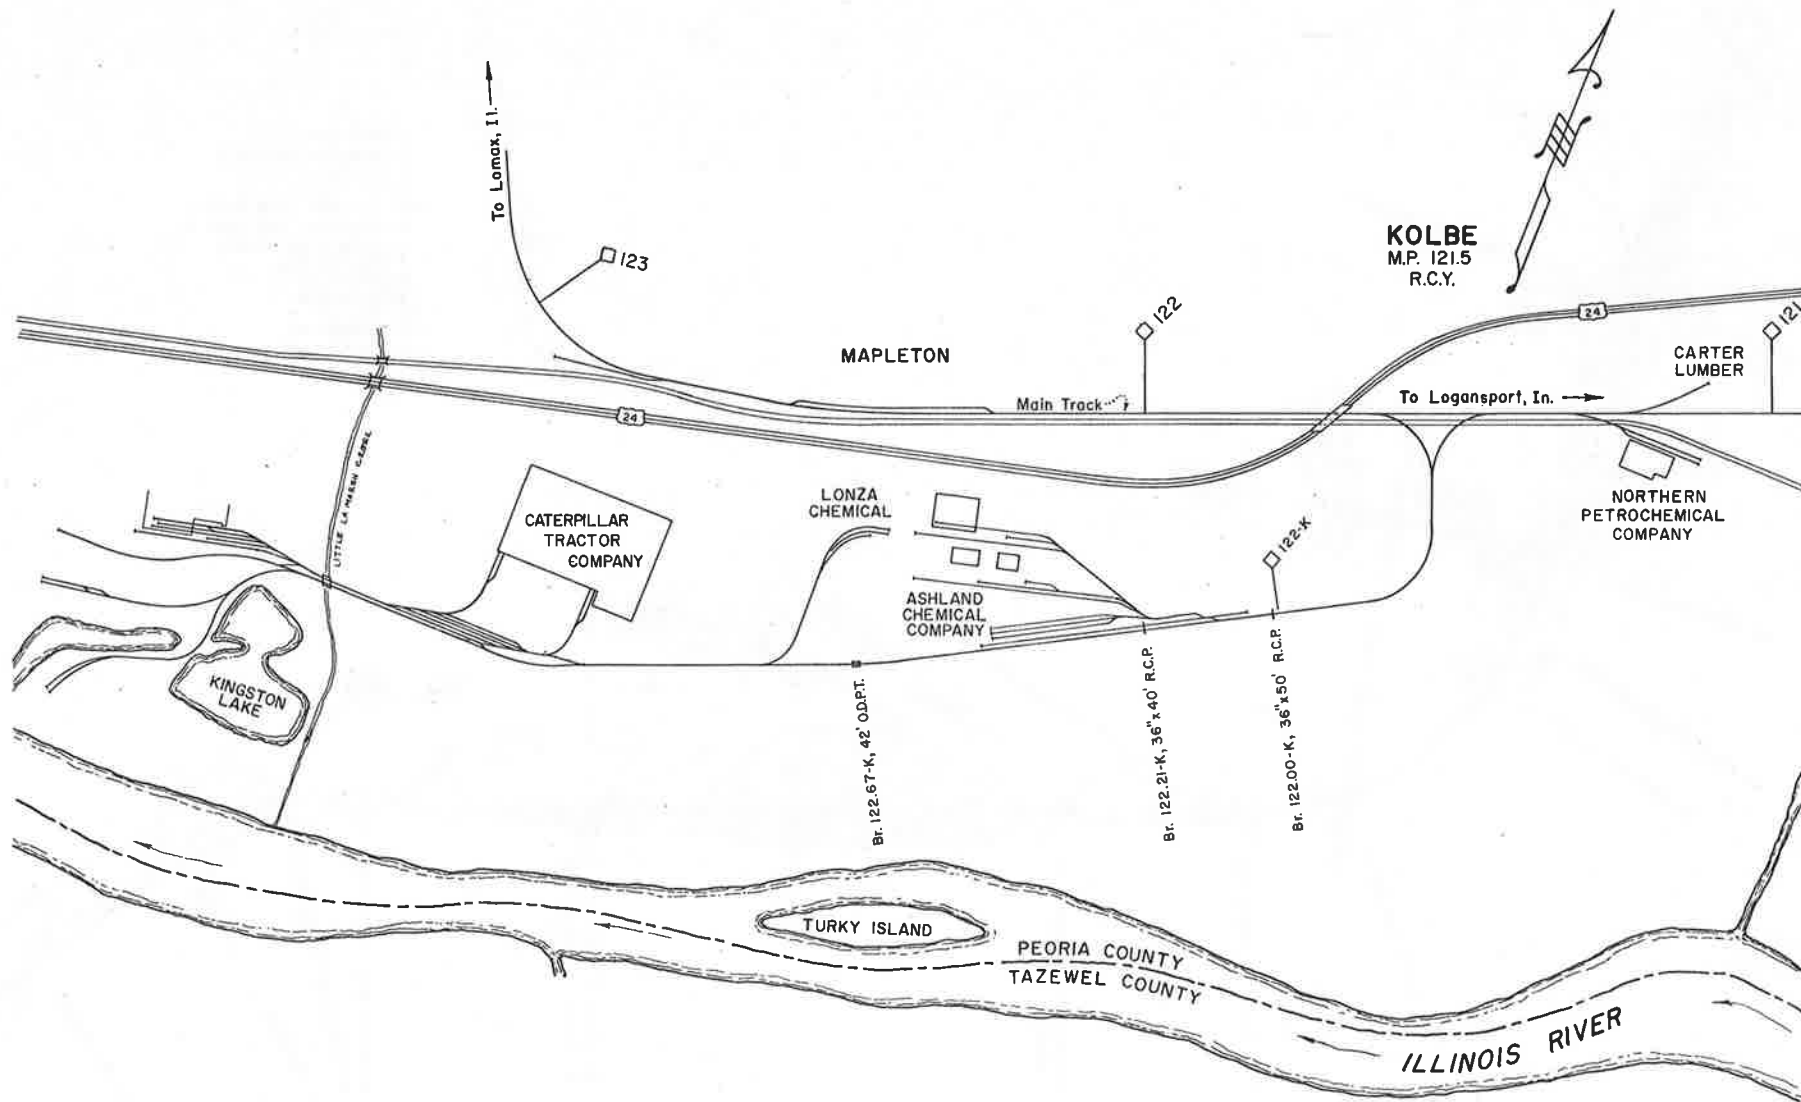 To Lomax, Il.
123
KOLBE
M.P. 121.5
R.C.Y.
24
122
121
MAPLETON
CARTER
LUMBER
Main Track
To Logansport, In.
24
LITTLE LA MARSH CREEK
CATERPILLAR
TRACTOR
COMPANY
LONZA
CHEMICAL
NORTHERN
PETROCHEMICAL
COMPANY
122-K
ASHLAND
CHEMICAL
COMPANY
KINGSTON
LAKE
Br. 122.67-K, 42' O.D.P.T.
Br. 122.21-K, 36"x 40' R.C.P.
Br. 122.00-K, 36"x 50' R.C.P.
TURKY ISLAND
PEORIA COUNTY
TAZEWEL COUNTY
ILLINOIS RIVER